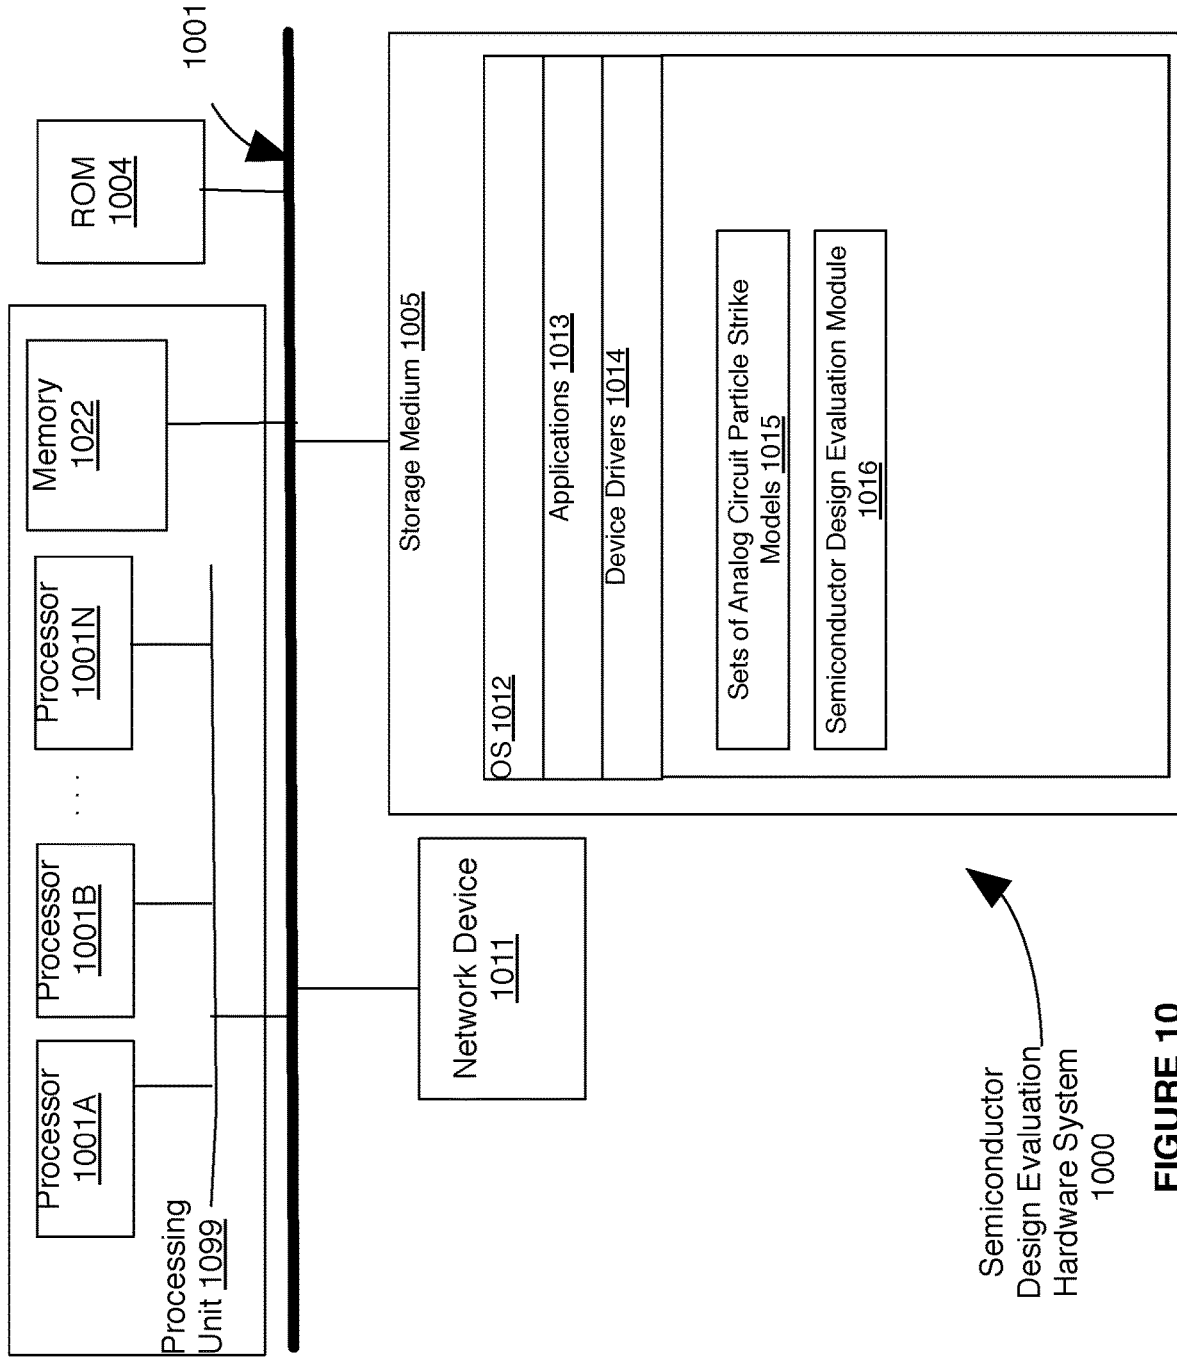 Processing
Unit 1099
Processor
1001A
Processor
1001B
. . .
Processor
1001N
Memory
1022
ROM
1004
1001
Network Device
1011
Storage Medium 1005
OS 1012
Applications 1013
Device Drivers 1014
Sets of Analog Circuit Particle Strike
Models 1015
Semiconductor Design Evaluation Module
1016
Semiconductor
Design Evaluation
Hardware System
1000
FIGURE 10